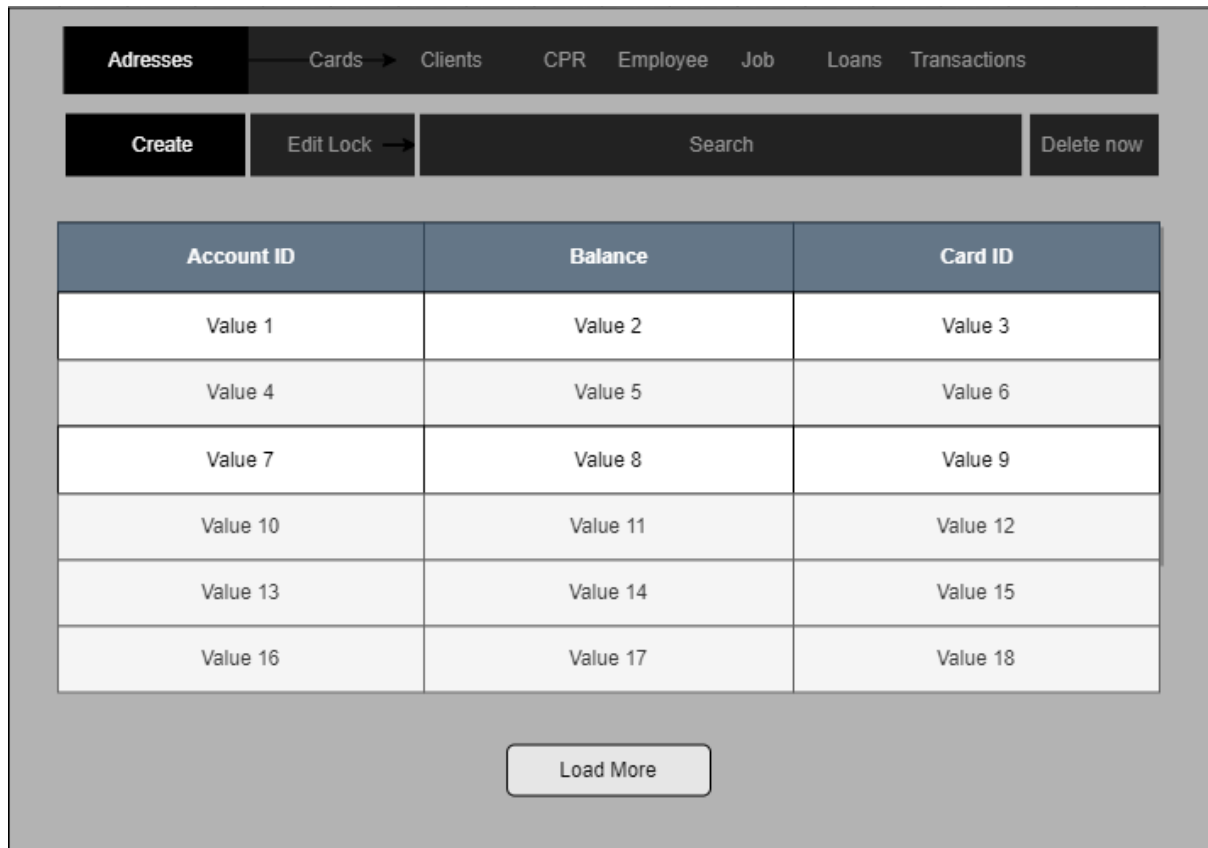 Adresses Cards Clients CPR Employee Job Loans Transactions
Create Edit Lock Search Delete now
Account ID Balance Card ID
Value 1 Value 2 Value 3
Value 4 Value 5 Value 6
Value 7 Value 8 Value 9
Value 10 Value 11 Value 12
Value 13 Value 14 Value 15
Value 16 Value 17 Value 18
Load More